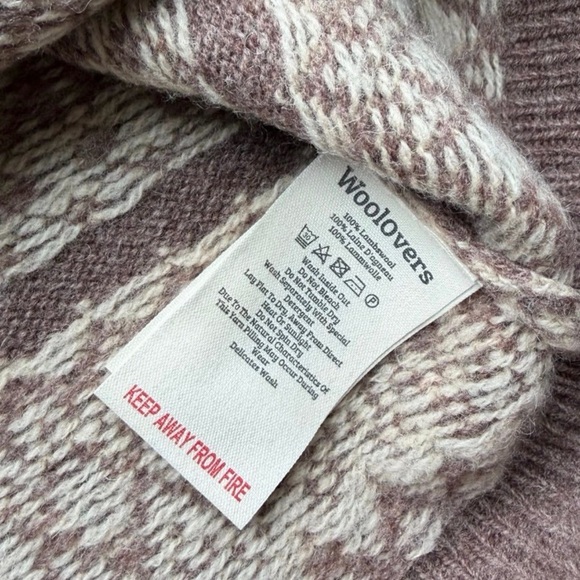 Woolovers
100% Lambswool
100% Laine D'agneau
100% Lammwolle
30
P
Wash Inside Out
Do Not Bleach
Do Not Tumble Dry
Wash Separately with Special
Detergent
Lay Flat To Dry, Away From Direct
Heat Or Sunlight
Do Not Spin Dry
Due To The Natural Characteristics Of
This Yarn Pilling May Occur During
Wear
Delicates Wash
KEEP AWAY FROM FIRE